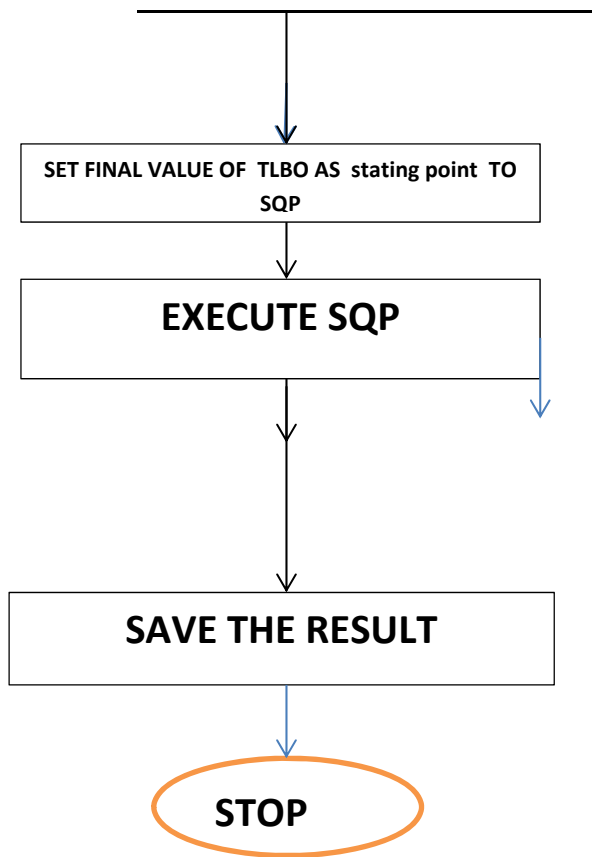 SET FINAL VALUE OF TLBO AS stating point TO
SQP
EXECUTE SQP
SAVE THE RESULT
STOP